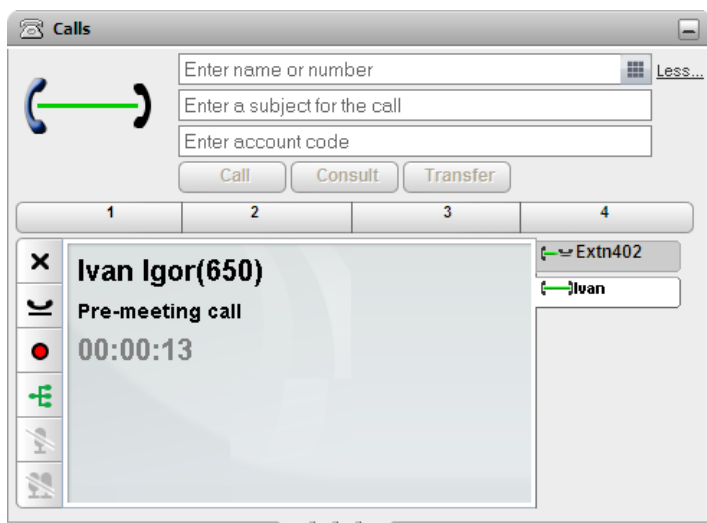 Calls
Enter name or number
Less...
Enter a subject for the call
Enter account code
Call Consult Transfer
1 2 3 4
Ivan Igor(650)
Pre-meeting call
00:00:13
Extn402
Ivan